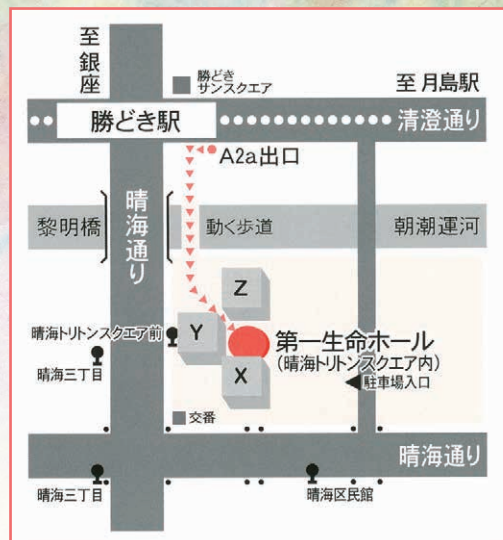 至銀座
勝どき
サンスクエア
至 月島駅
勝どき駅
清澄通り
A2a出口
晴海通り
黎明橋
動く歩道
朝潮運河
Z
晴海トリトンスクエア前
Y
第一生命ホール
(晴海トリトンスクエア内)
晴海三丁目
X
駐車場入口
交番
晴海通り
晴海三丁目
晴海区民館